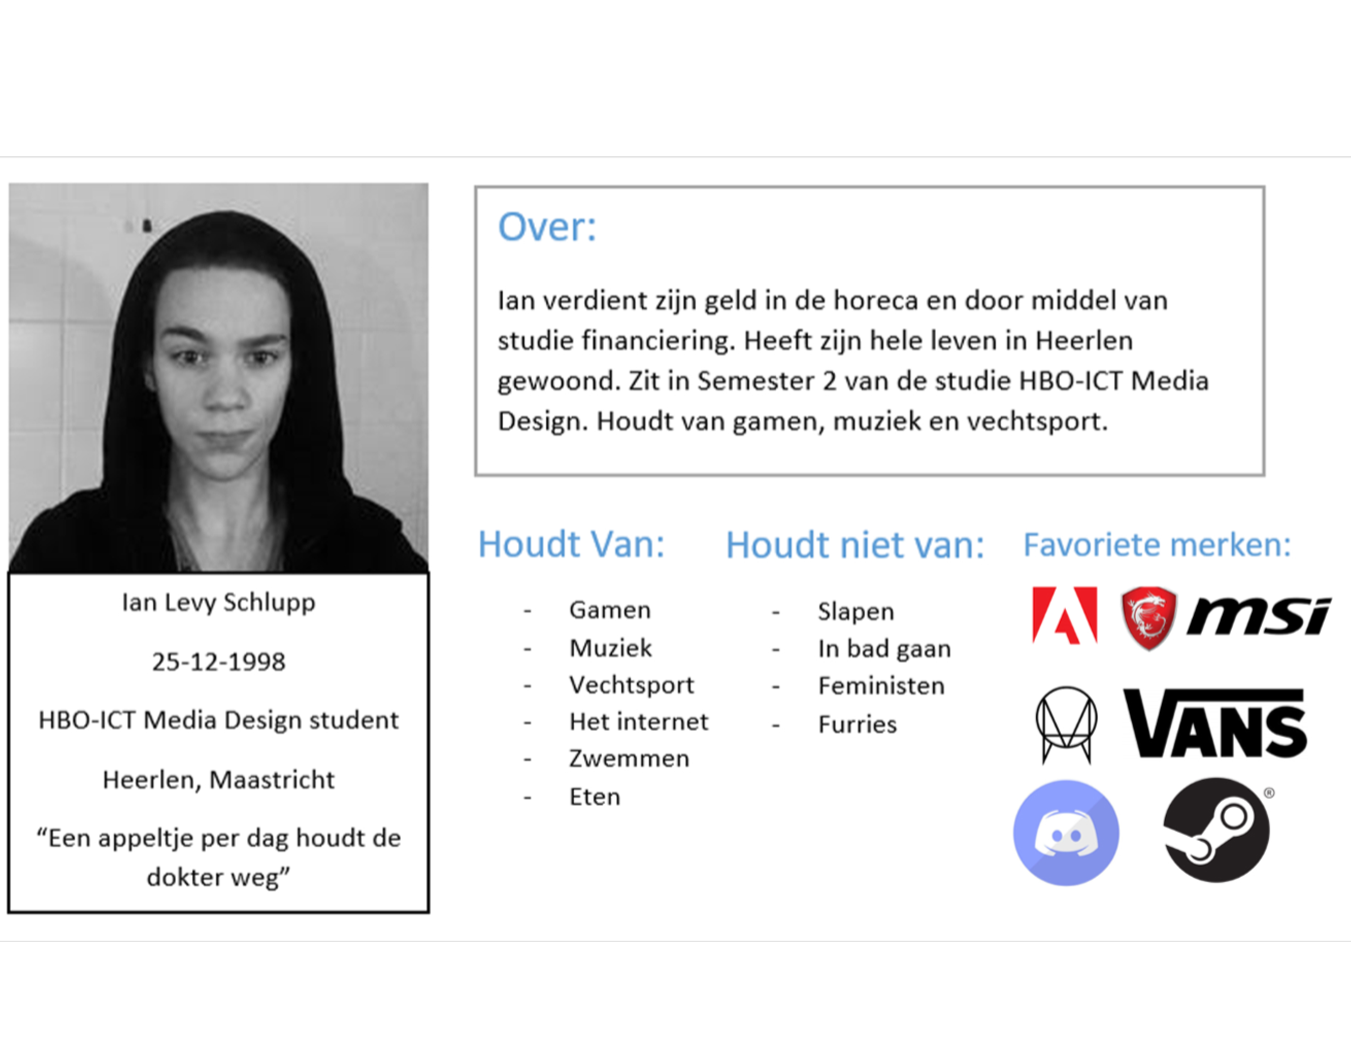 Ian Levy Schlupp
25-12-1998
HBO-ICT Media Design student
Heerlen, Maastricht
“Een appeltje per dag houdt de
dokter weg”
Over:
Ian verdient zijn geld in de horeca en door middel van
studie financiering. Heeft zijn hele leven in Heerlen
gewoond. Zit in Semester 2 van de studie HBO-ICT Media
Design. Houdt van gamen, muziek en vechtsport.
Houdt Van:
- Gamen
- Muziek
- Vechtsport
- Het internet
- Zwemmen
- Eten
Houdt niet van:
- Slapen
- In bad gaan
- Feministen
- Furries
Favoriete merken:
msi
VANS
®